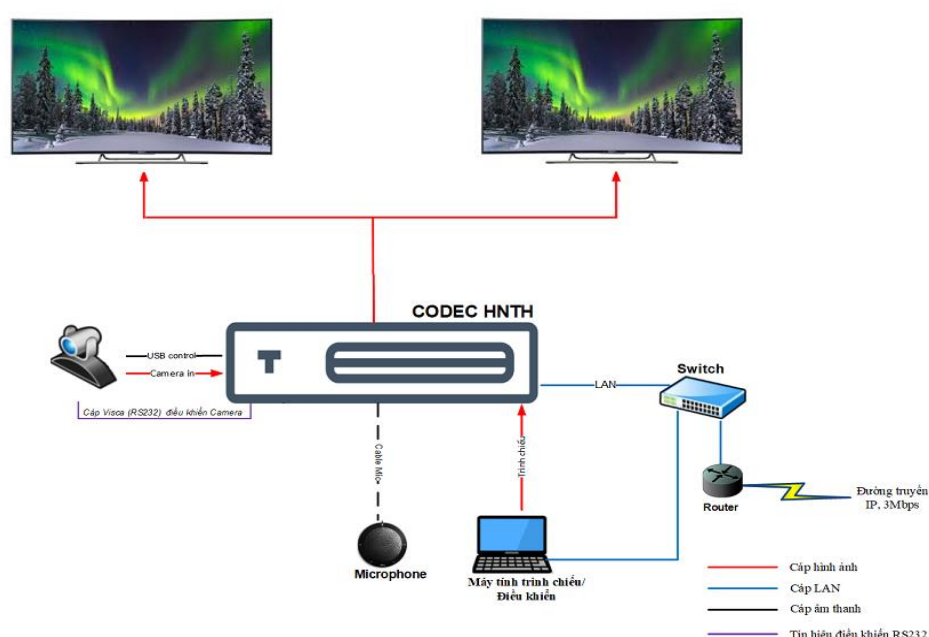 CODEC HNTH
USB control
Camera in
Cáp Visca (RS232) điều khiển Camera
Cable Mic
Trình chiếu
LAN
Switch
Router
Đường truyền
IP, 3Mbps
Microphone
Máy tính trình chiếu/
Điều khiển
Cáp hình ảnh
Cáp LAN
Cáp âm thanh
Tín hiệu điều khiển RS232